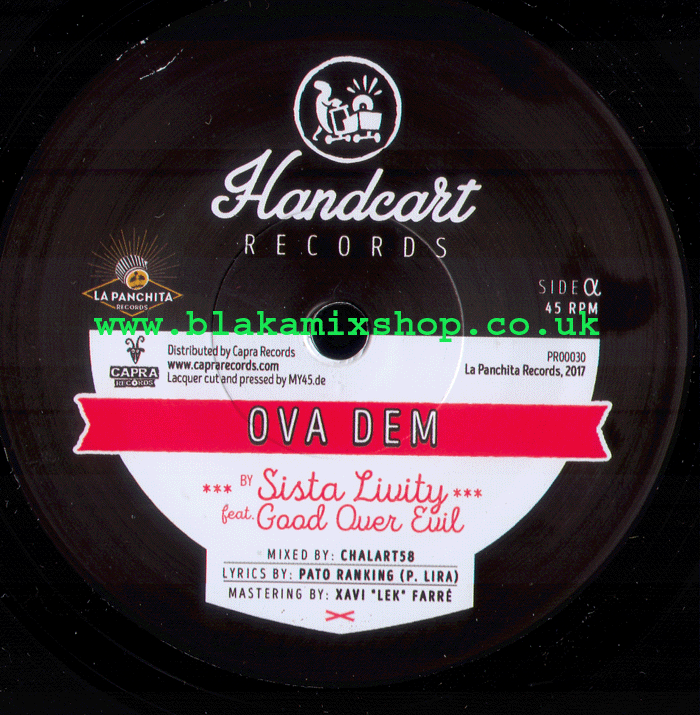 Handcart
RECORDS
LA PANCHITA
RECORDS
SIDE α
45 RPM
www.blakamixshop.co.uk
Distributed by Capra Records
www.caprarecords.com
Lacquer cut and pressed by MY45.de
CAPRA
RECORDS
PR00030
La Panchita Records, 2017
OVA DEM
*** BY Sista Livity ***
feat. Good Over Evil
MIXED BY: CHALART58
LYRICS BY: PATO RANKING (P. LIRA)
MASTERING BY: XAVI "LEK" FARRÉ